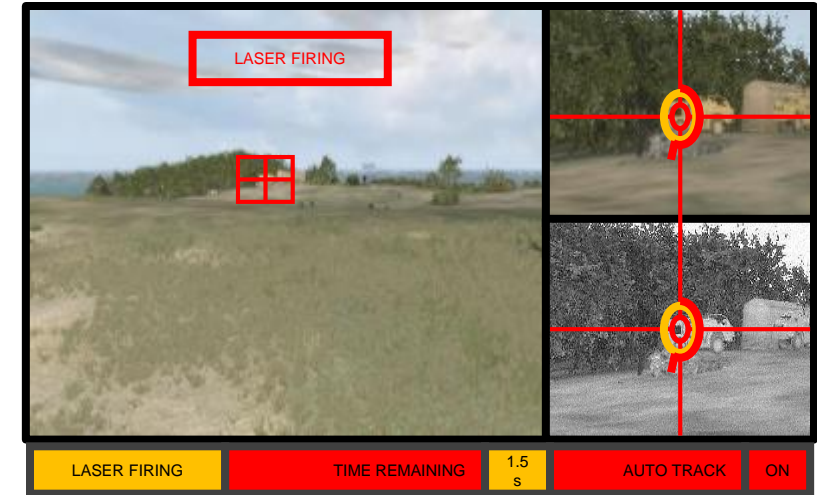 LASER FIRING
LASER FIRING
TIME REMAINING
1.5
s
AUTO TRACK
ON